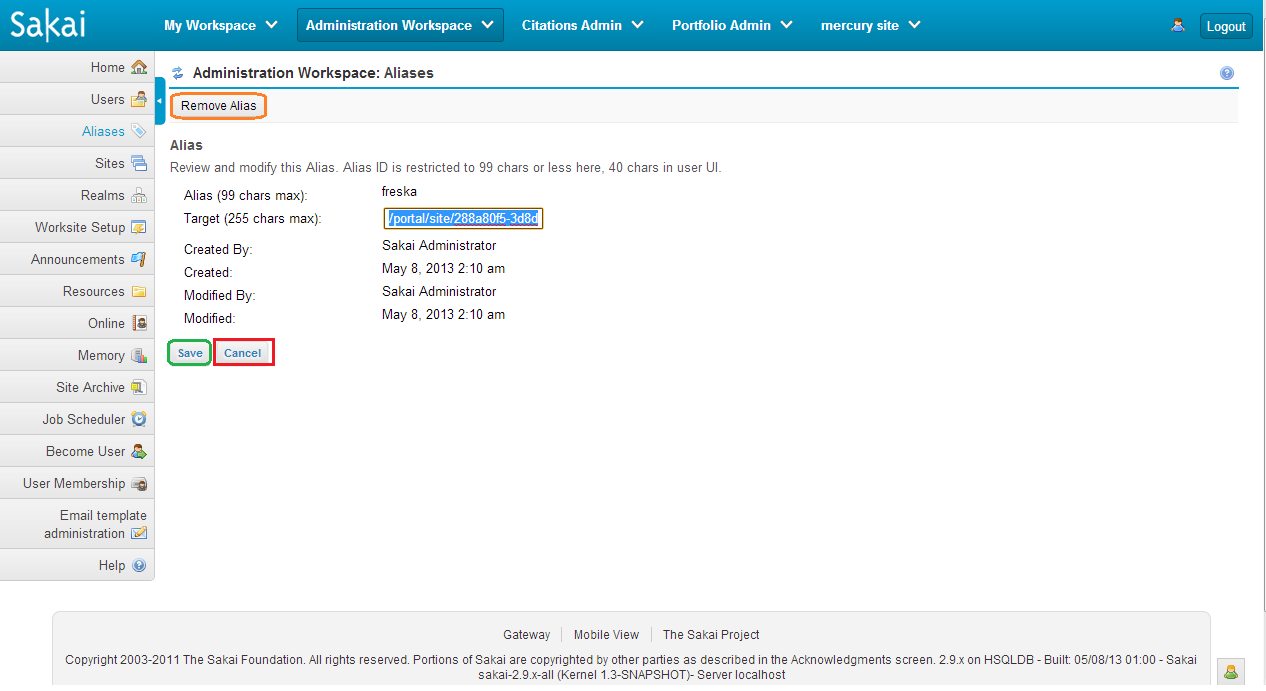 Sakai
My Workspace
Administration Workspace
Citations Admin
Portfolio Admin
mercury site
Logout
Home
Users
Aliases
Sites
Realms
Worksite Setup
Announcements
Resources
Online
Memory
Site Archive
Job Scheduler
Become User
User Membership
Email template
administration
Help
Administration Workspace: Aliases
Remove Alias
Alias
Review and modify this Alias. Alias ID is restricted to 99 chars or less here, 40 chars in user UI.
Alias (99 chars max): freska
Target (255 chars max): /portal/site/288a80f5-3d8d
Created By: Sakai Administrator
Created: May 8, 2013 2:10 am
Modified By: Sakai Administrator
Modified: May 8, 2013 2:10 am
Save Cancel
Gateway Mobile View The Sakai Project
Copyright 2003-2011 The Sakai Foundation. All rights reserved. Portions of Sakai are copyrighted by other parties as described in the Acknowledgments screen. 2.9.x on HSQLDB - Built: 05/08/13 01:00 - Sakai
sakai-2.9.x-all (Kernel 1.3-SNAPSHOT)- Server localhost